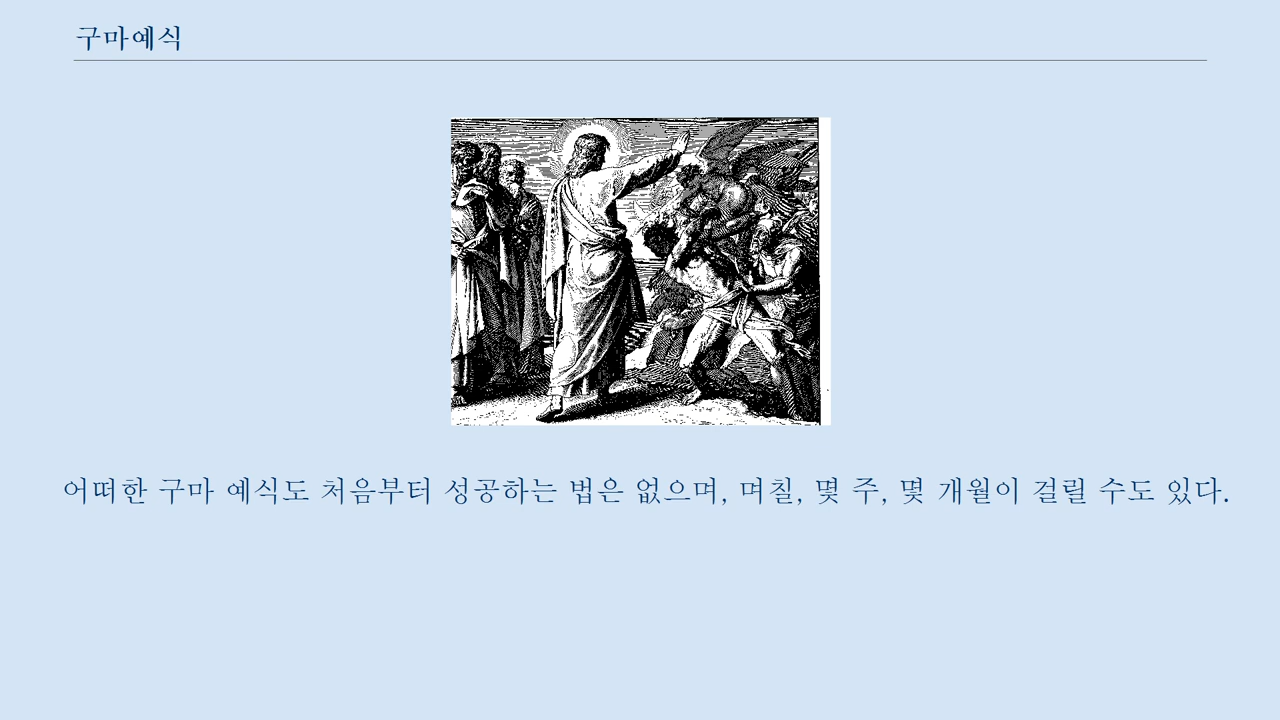 구마예식
어떠한 구마 예식도 처음부터 성공하는 법은 없으며, 며칠, 몇 주, 몇 개월이 걸릴 수도 있다.